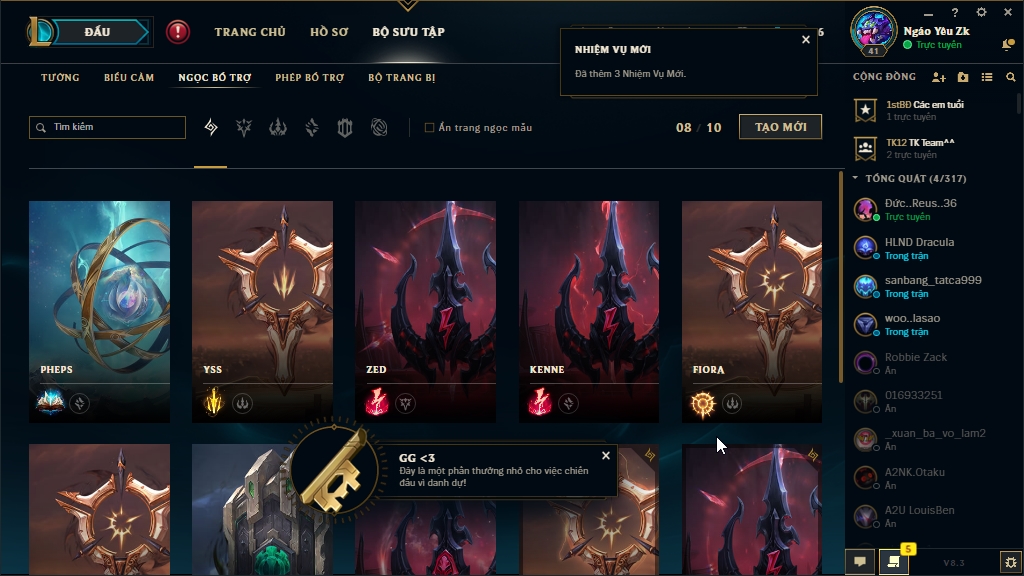 ĐẤU
TRANG CHỦ
HỒ SƠ
BỘ SƯU TẬP
6
NHIỆM VỤ MỚI
Đã thêm 3 Nhiệm Vụ Mới.
41
Ngáo Yêu Zk
Trực tuyến
TƯỚNG
BIỂU CẢM
NGỌC BỔ TRỢ
PHÉP BỔ TRỢ
BỘ TRANG BỊ
CỘNG ĐỒNG
Tìm kiếm
Ẩn trang ngọc mẫu
08 / 10
TẠO MỚI
1stBĐ Các em tuổi
1 trực tuyến
TK12 TK Team^^
2 trực tuyến
TỔNG QUÁT (4/317)
Đức..Reus..36
Trực tuyến
HLND Dracula
Trong trận
sanbang_tatca999
Trong trận
woo..lasao
Trong trận
Robbie Zack
Ẩn
016933251
Ẩn
_xuan_ba_vo_lam2
Ẩn
A2NK.Otaku
Ẩn
A2U LouisBen
Ẩn
PHEPS
YSS
ZED
KENNE
FIORA
GG <3
Đây là một phần thưởng nhỏ cho việc chiến
đấu vì danh dự!
5
V8.3